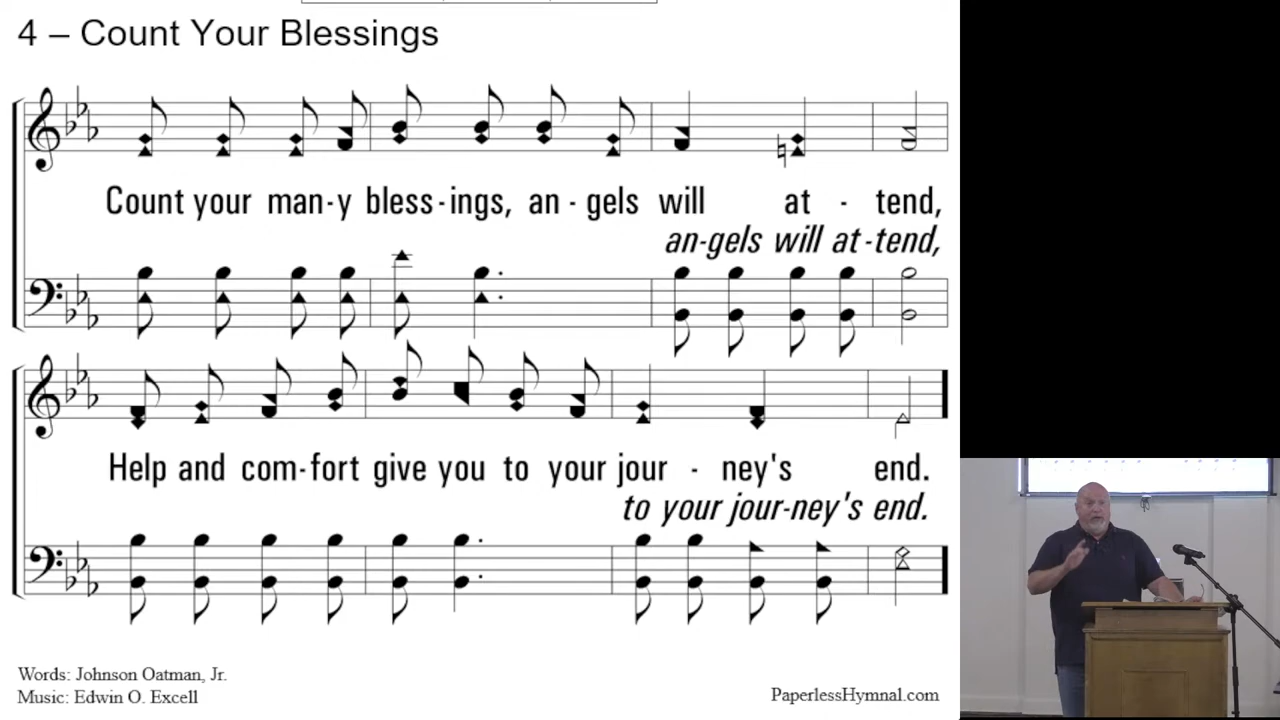 4 – Count Your Blessings
Count your man-y bless-ings, an-gels will at - tend,
an-gels will at-tend,
Help and com-fort give you to your jour - ney's end.
to your jour-ney's end.
Words: Johnson Oatman, Jr.
Music: Edwin O. Excell
PaperlessHymnal.com